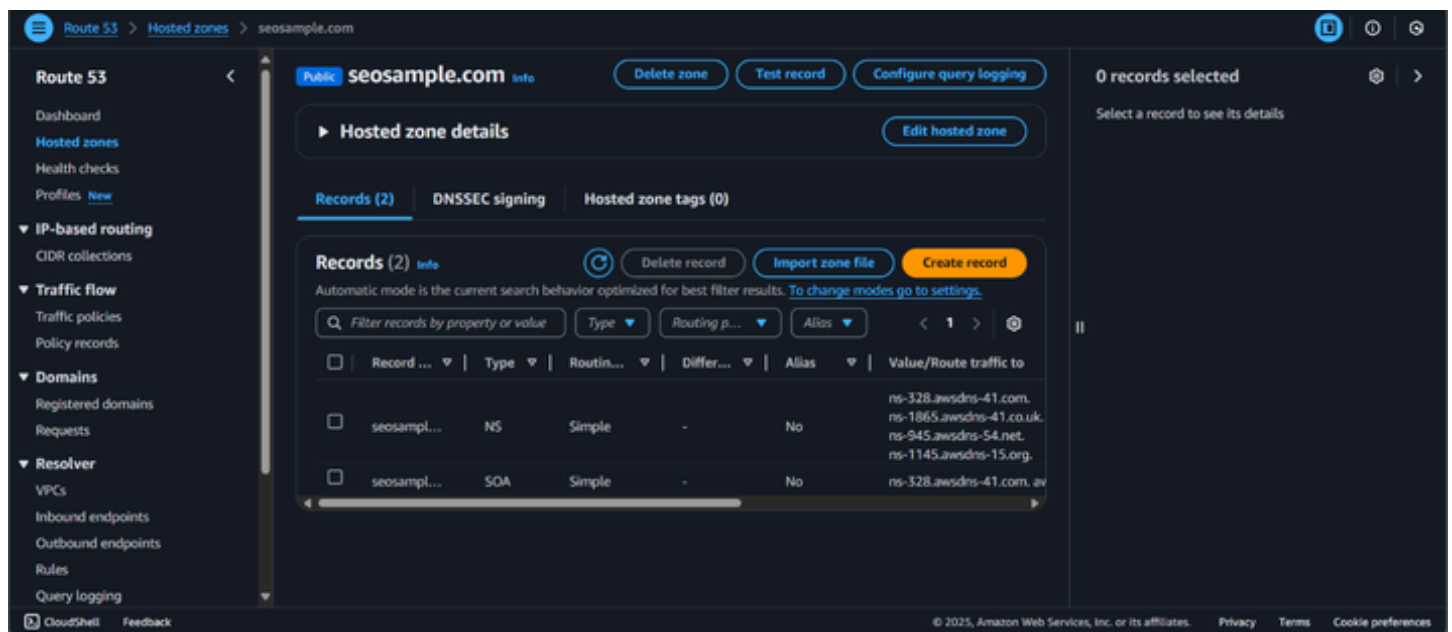 Route 53 > Hosted zones > seosample.com
Route 53
Dashboard
Hosted zones
Health checks
Profiles New
IP-based routing
CIDR collections
Traffic flow
Traffic policies
Policy records
Domains
Registered domains
Requests
Resolver
VPCs
Inbound endpoints
Outbound endpoints
Rules
Query logging
Public seosample.com Info
Delete zone Test record Configure query logging
Hosted zone details Edit hosted zone
Records (2) DNSSEC signing Hosted zone tags (0)
Records (2) Info Delete record Import zone file Create record
Automatic mode is the current search behavior optimized for best filter results. To change modes go to settings.
Filter records by property or value Type Routing p... Alias < 1 >
Record ... Type Routin... Differ... Alias Value/Route traffic to
seosampl... NS Simple - No ns-328.awsdns-41.com.
ns-1865.awsdns-41.co.uk.
ns-945.awsdns-54.net.
ns-1145.awsdns-15.org.
seosampl... SOA Simple - No ns-328.awsdns-41.com. aw
0 records selected
Select a record to see its details
CloudShell Feedback © 2025, Amazon Web Services, Inc. or its affiliates. Privacy Terms Cookie preferences